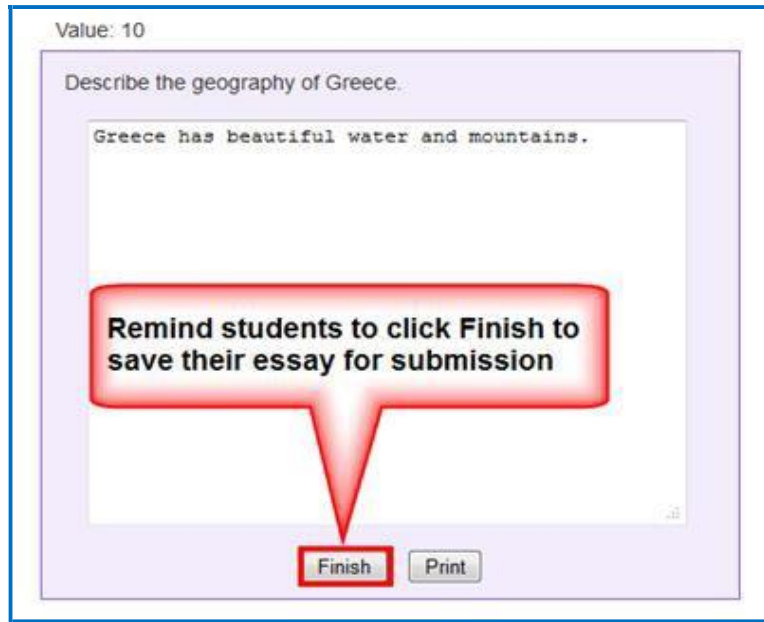 Value: 10
Describe the geography of Greece.
Greece has beautiful water and mountains.
Remind students to click Finish to
save their essay for submission
Finish Print